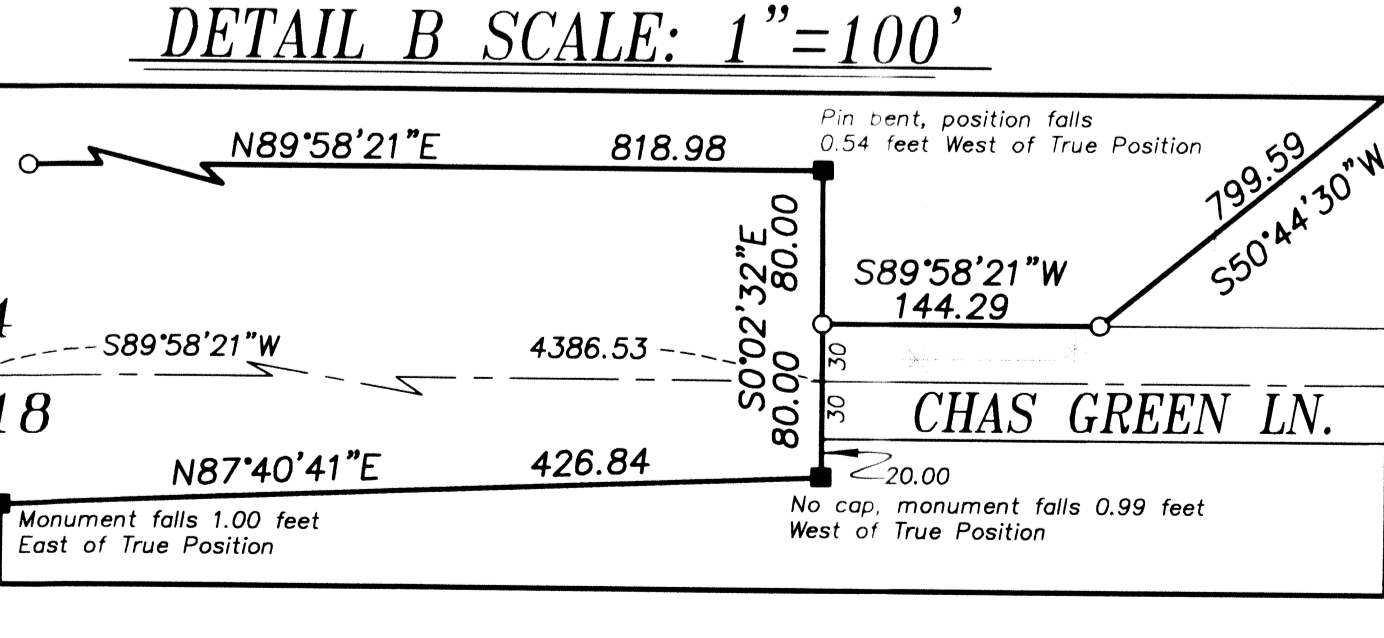 DETAIL B SCALE: 1"=100'
Pin bent, position falls
0.54 feet West of True Position
N89°58'21"E
818.98
799.59
S50°44'30"W
S0°02'32"E
80.00
80.00
S89°58'21"W
144.29
4
S89°58'21"W
4386.53
30
30
18
CHAS GREEN LN.
N87°40'41"E
426.84
20.00
Monument falls 1.00 feet
East of True Position
No cap, monument falls 0.99 feet
West of True Position